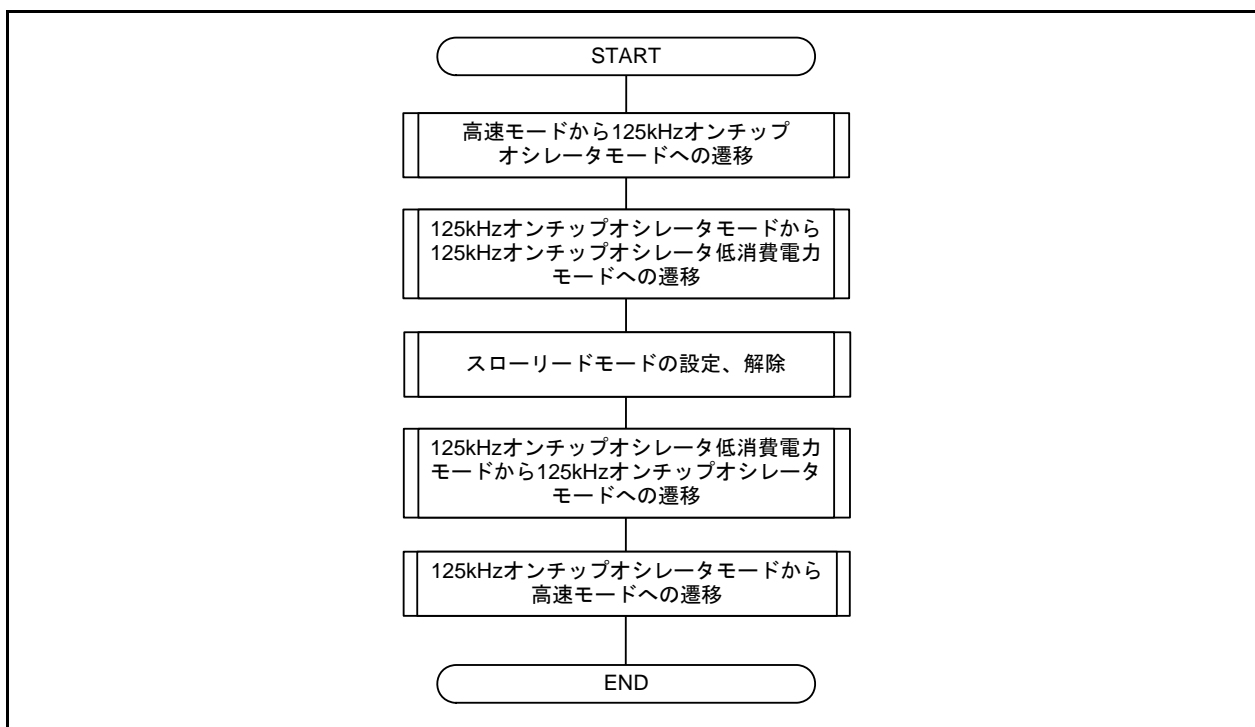 START
高速モードから125kHzオンチップ
オシレータモードへの遷移
125kHzオンチップオシレータモードから
125kHzオンチップオシレータ低消費電力
モードへの遷移
スローリードモードの設定、解除
125kHzオンチップオシレータ低消費電力
モードから125kHzオンチップオシレータ
モードへの遷移
125kHzオンチップオシレータモードから
高速モードへの遷移
END